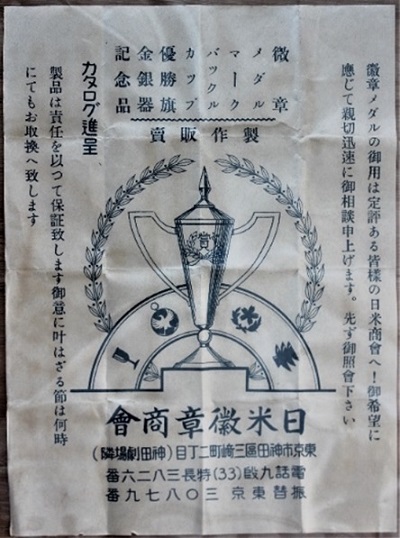 徽章メダルの御用は定評ある皆様の日米商會へ!御希望に
應じて親切迅速に御相談申上げます。先ず御照會下さい
徽章
メダル
マーク
バックル
カップ
優勝旗
金銀器
記念品
製作販賣
カタログ進呈
製品は責任を以つて保証致します御意に叶はざる節は何時
にてもお取換へ致します
賞
日米徽章商會
東京市神田區三崎町二丁目(神田劇場隣)
電話九段(33)特長三八二六番
振替東京三〇八七九番